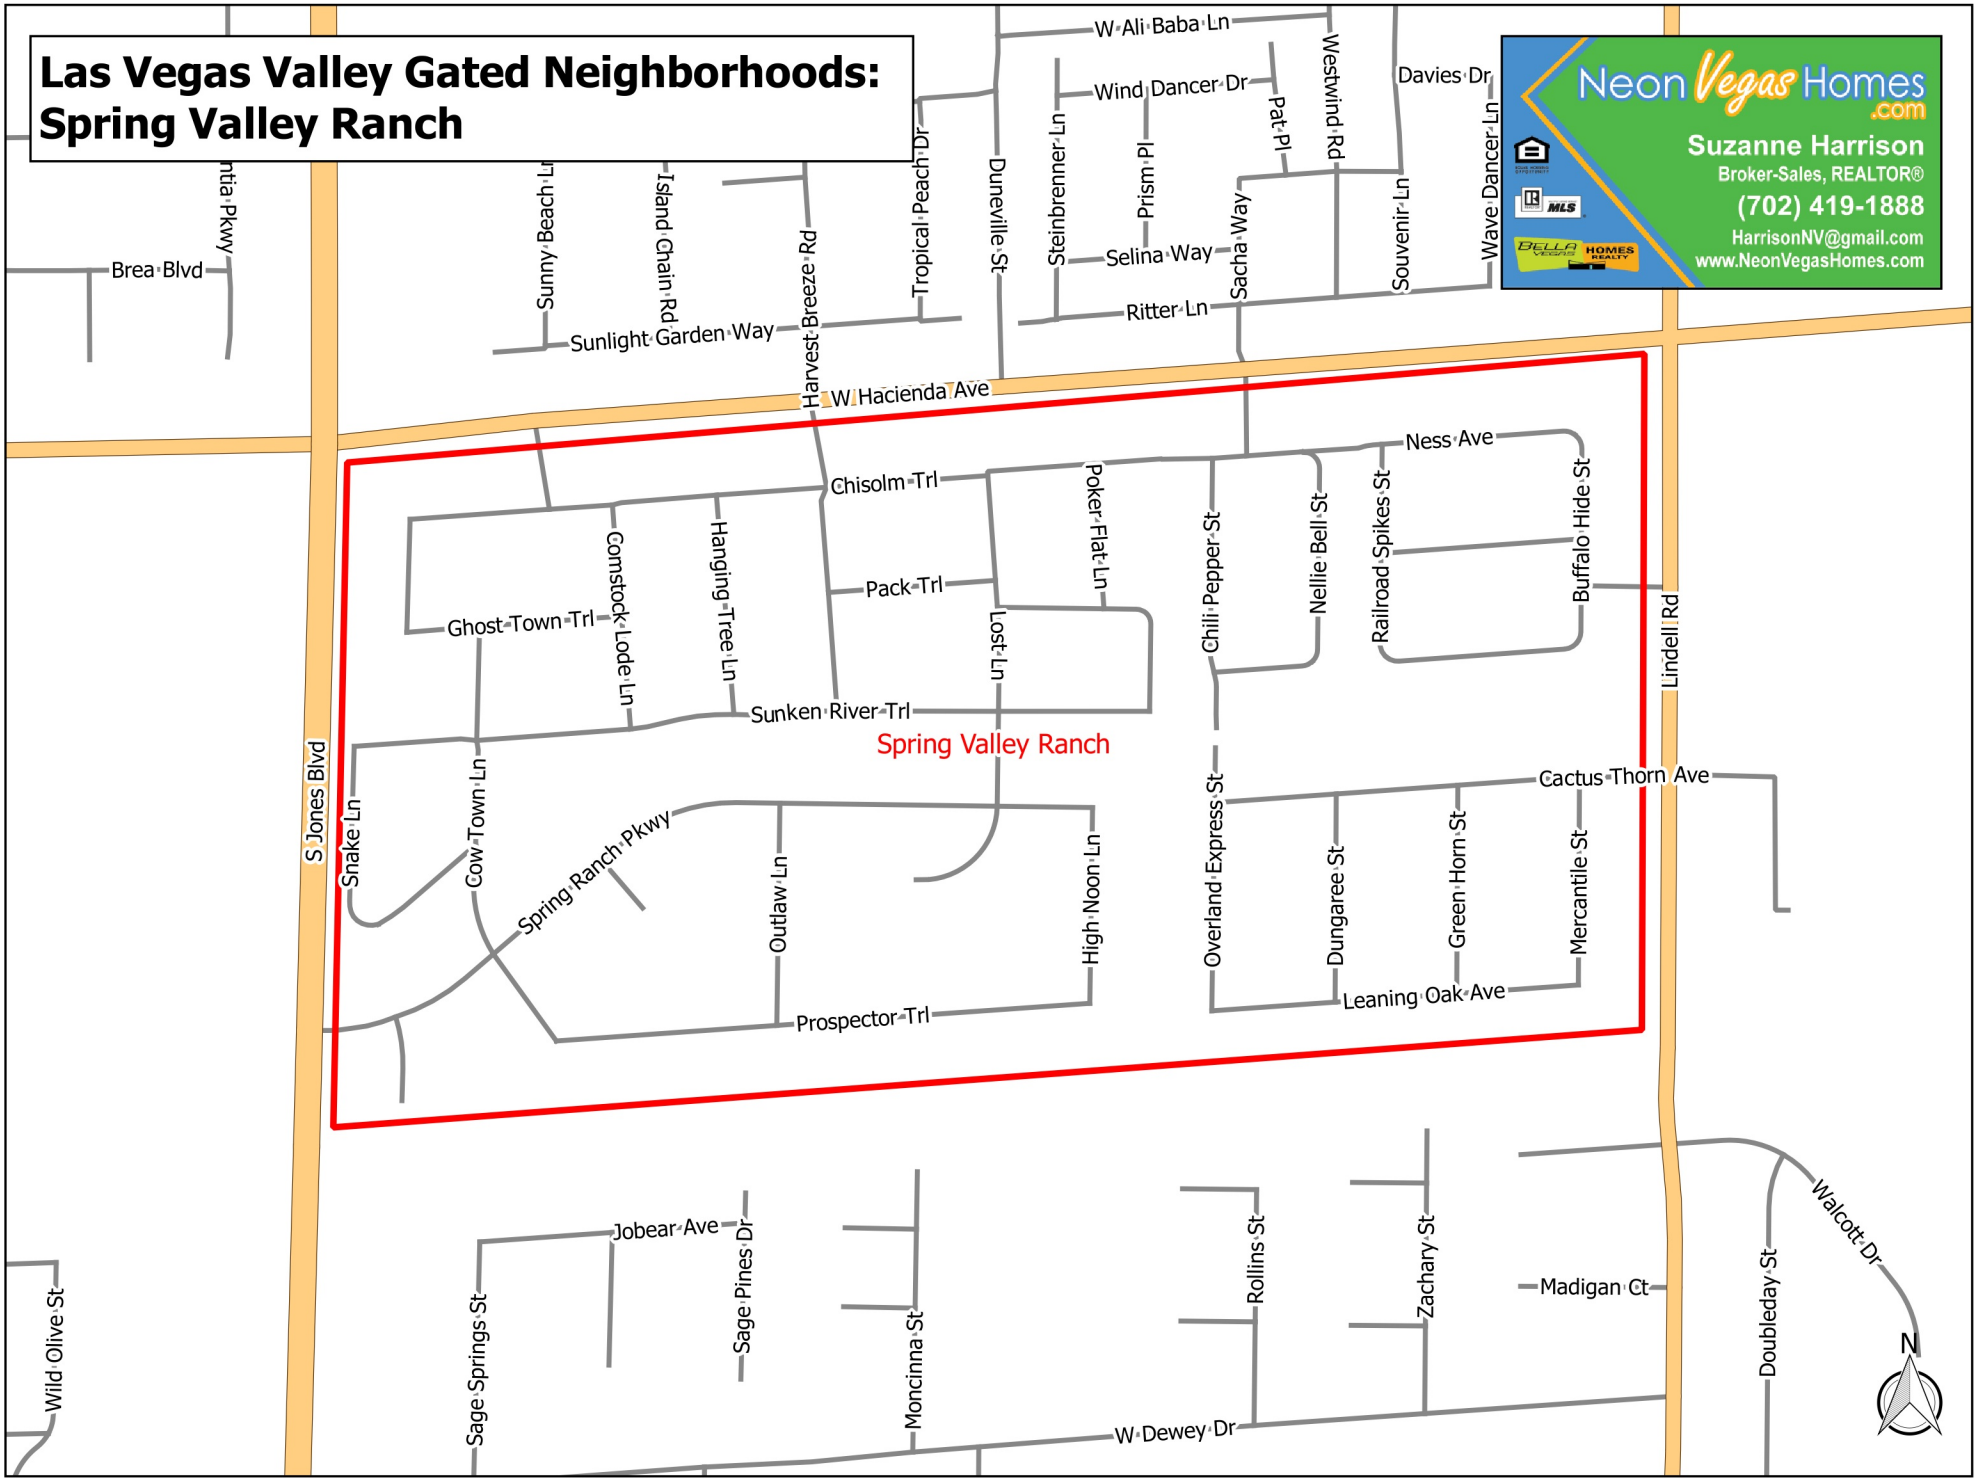 Las Vegas Valley Gated Neighborhoods:
Spring Valley Ranch
Neon Vegas Homes
.com
Suzanne Harrison
Broker-Sales, REALTOR®
(702) 419-1888
HarrisonNV@gmail.com
www.NeonVegasHomes.com
MLS
BELLA
VEGAS
HOMES
REALTY
W Ali Baba Ln
Wind Dancer Dr
Davies Dr
Westwind Rd
Pat Pl
Prism Pl
Steinbrenner Ln
Duneville St
Tropical Peach Dr
Wave Dancer Ln
Souvenir Ln
Sacha Way
Selina Way
Ritter Ln
ntia Pkwy
Brea Blvd
Sunny Beach Ln
Island Chain Rd
Harvest Breeze Rd
Sunlight Garden Way
W Hacienda Ave
Ness Ave
Chisolm Trl
Poker Flat Ln
Chili Pepper St
Nellie Bell St
Railroad Spikes St
Buffalo Hide St
Comstock Lode Ln
Hanging Tree Ln
Pack Trl
Ghost Town Trl
Lost Ln
Lindell Rd
Sunken River Trl
Spring Valley Ranch
S Jones Blvd
Snake Ln
Cow Town Ln
Spring Ranch Pkwy
Outlaw Ln
High Noon Ln
Overland Express St
Cactus Thorn Ave
Dungaree St
Green Horn St
Mercantile St
Leaning Oak Ave
Prospector Trl
Jobear Ave
Sage Pines Dr
Sage Springs St
Moncinna St
Rollins St
Zachary St
Madigan Ct
Walcott Dr
Doubleday St
Wild Olive St
W Dewey Dr
N